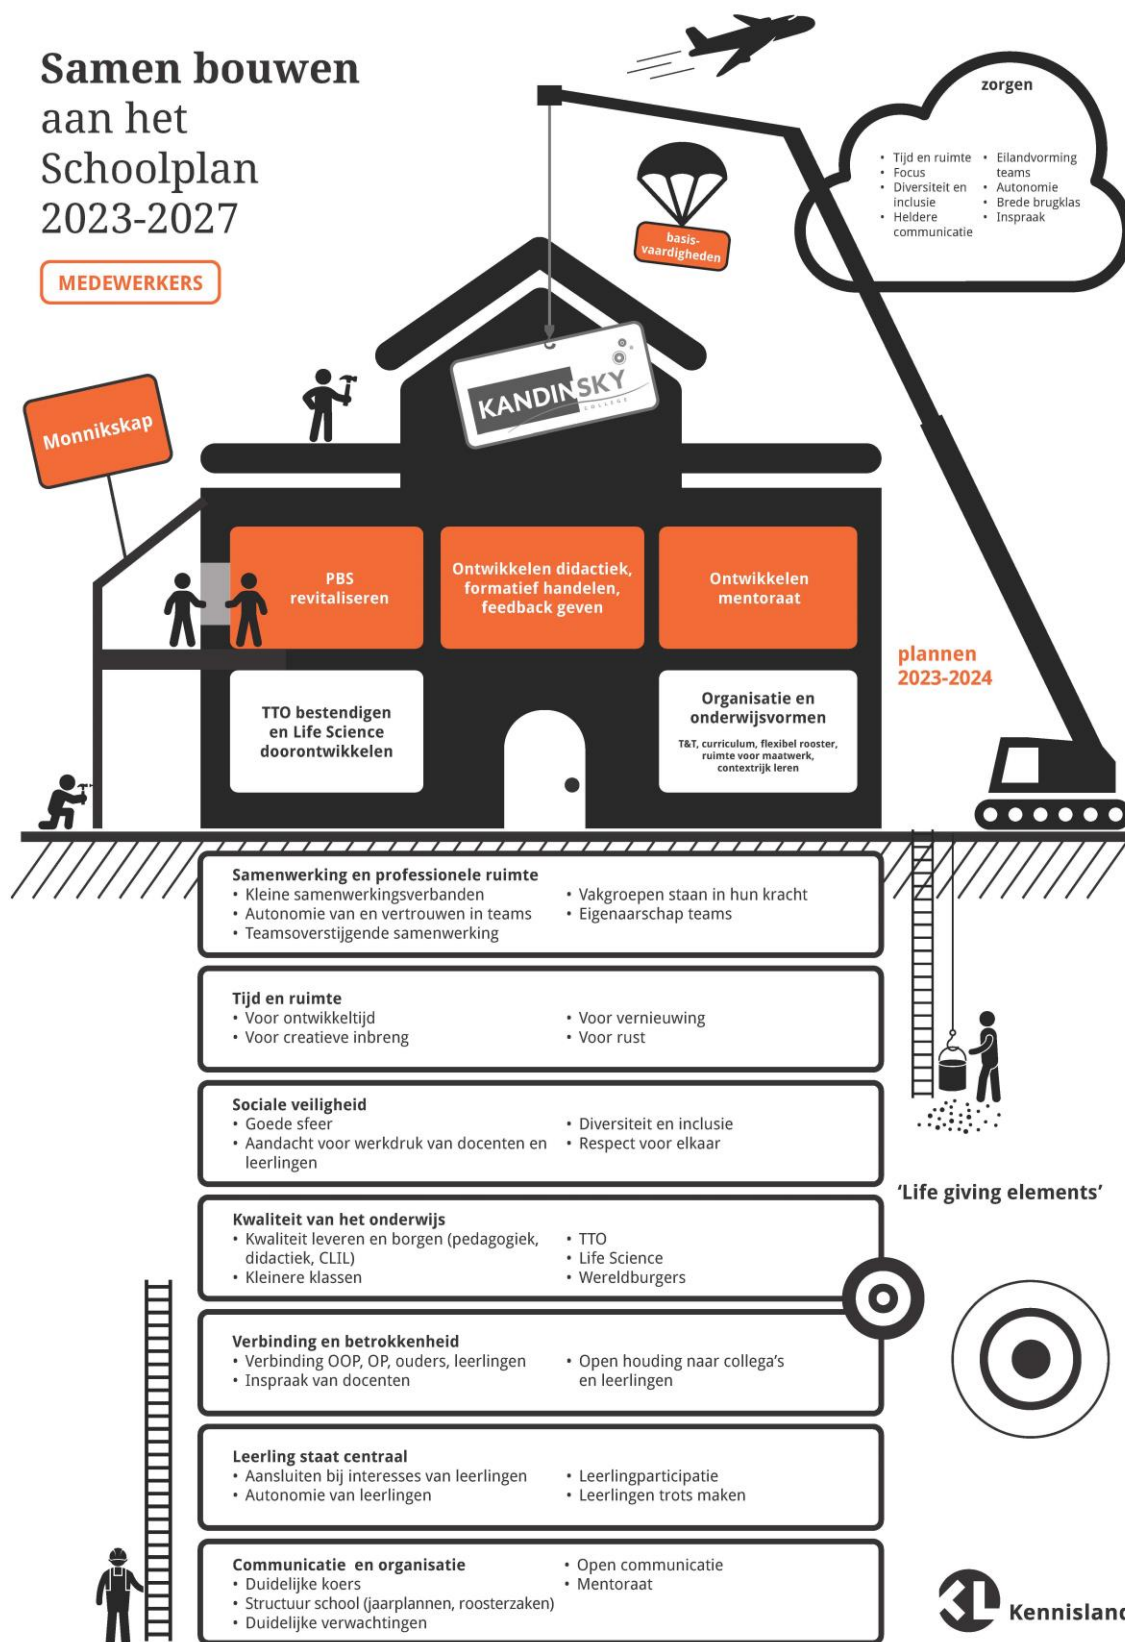 Samen bouwen
aan het
Schoolplan
2023-2027
MEDEWERKERS
zorgen
• Tijd en ruimte
• Focus
• Diversiteit en
inclusie
• Heldere
communicatie
• Eilandvorming
teams
• Autonomie
• Brede brugklas
• Inspraak
basis-
vaardigheden
KANDINSKY
COLLEGE
Monnikskap
PBS
revitaliseren
Ontwikkelen didactiek,
formatief handelen,
feedback geven
Ontwikkelen
mentoraat
plannen
2023-2024
TTO bestendigen
en Life Science
doorontwikkelen
Organisatie en
onderwijsvormen
T&T, curriculum, flexibel rooster,
ruimte voor maatwerk,
contextrijk leren
Samenwerking en professionele ruimte
• Kleine samenwerkingsverbanden
• Autonomie van en vertrouwen in teams
• Teamsoverstijgende samenwerking
• Vakgroepen staan in hun kracht
• Eigenaarschap teams
Tijd en ruimte
• Voor ontwikkeltijd
• Voor creatieve inbreng
• Voor vernieuwing
• Voor rust
Sociale veiligheid
• Goede sfeer
• Aandacht voor werkdruk van docenten en
leerlingen
• Diversiteit en inclusie
• Respect voor elkaar
'Life giving elements'
Kwaliteit van het onderwijs
• Kwaliteit leveren en borgen (pedagogiek,
didactiek, CLIL)
• Kleinere klassen
• TTO
• Life Science
• Wereldburgers
Verbinding en betrokkenheid
• Verbinding OOP, OP, ouders, leerlingen
• Inspraak van docenten
• Open houding naar collega's
en leerlingen
Leerling staat centraal
• Aansluiten bij interesses van leerlingen
• Autonomie van leerlingen
• Leerlingparticipatie
• Leerlingen trots maken
Communicatie en organisatie
• Duidelijke koers
• Structuur school (jaarplannen, roosterzaken)
• Duidelijke verwachtingen
• Open communicatie
• Mentoraat
KL Kennisland